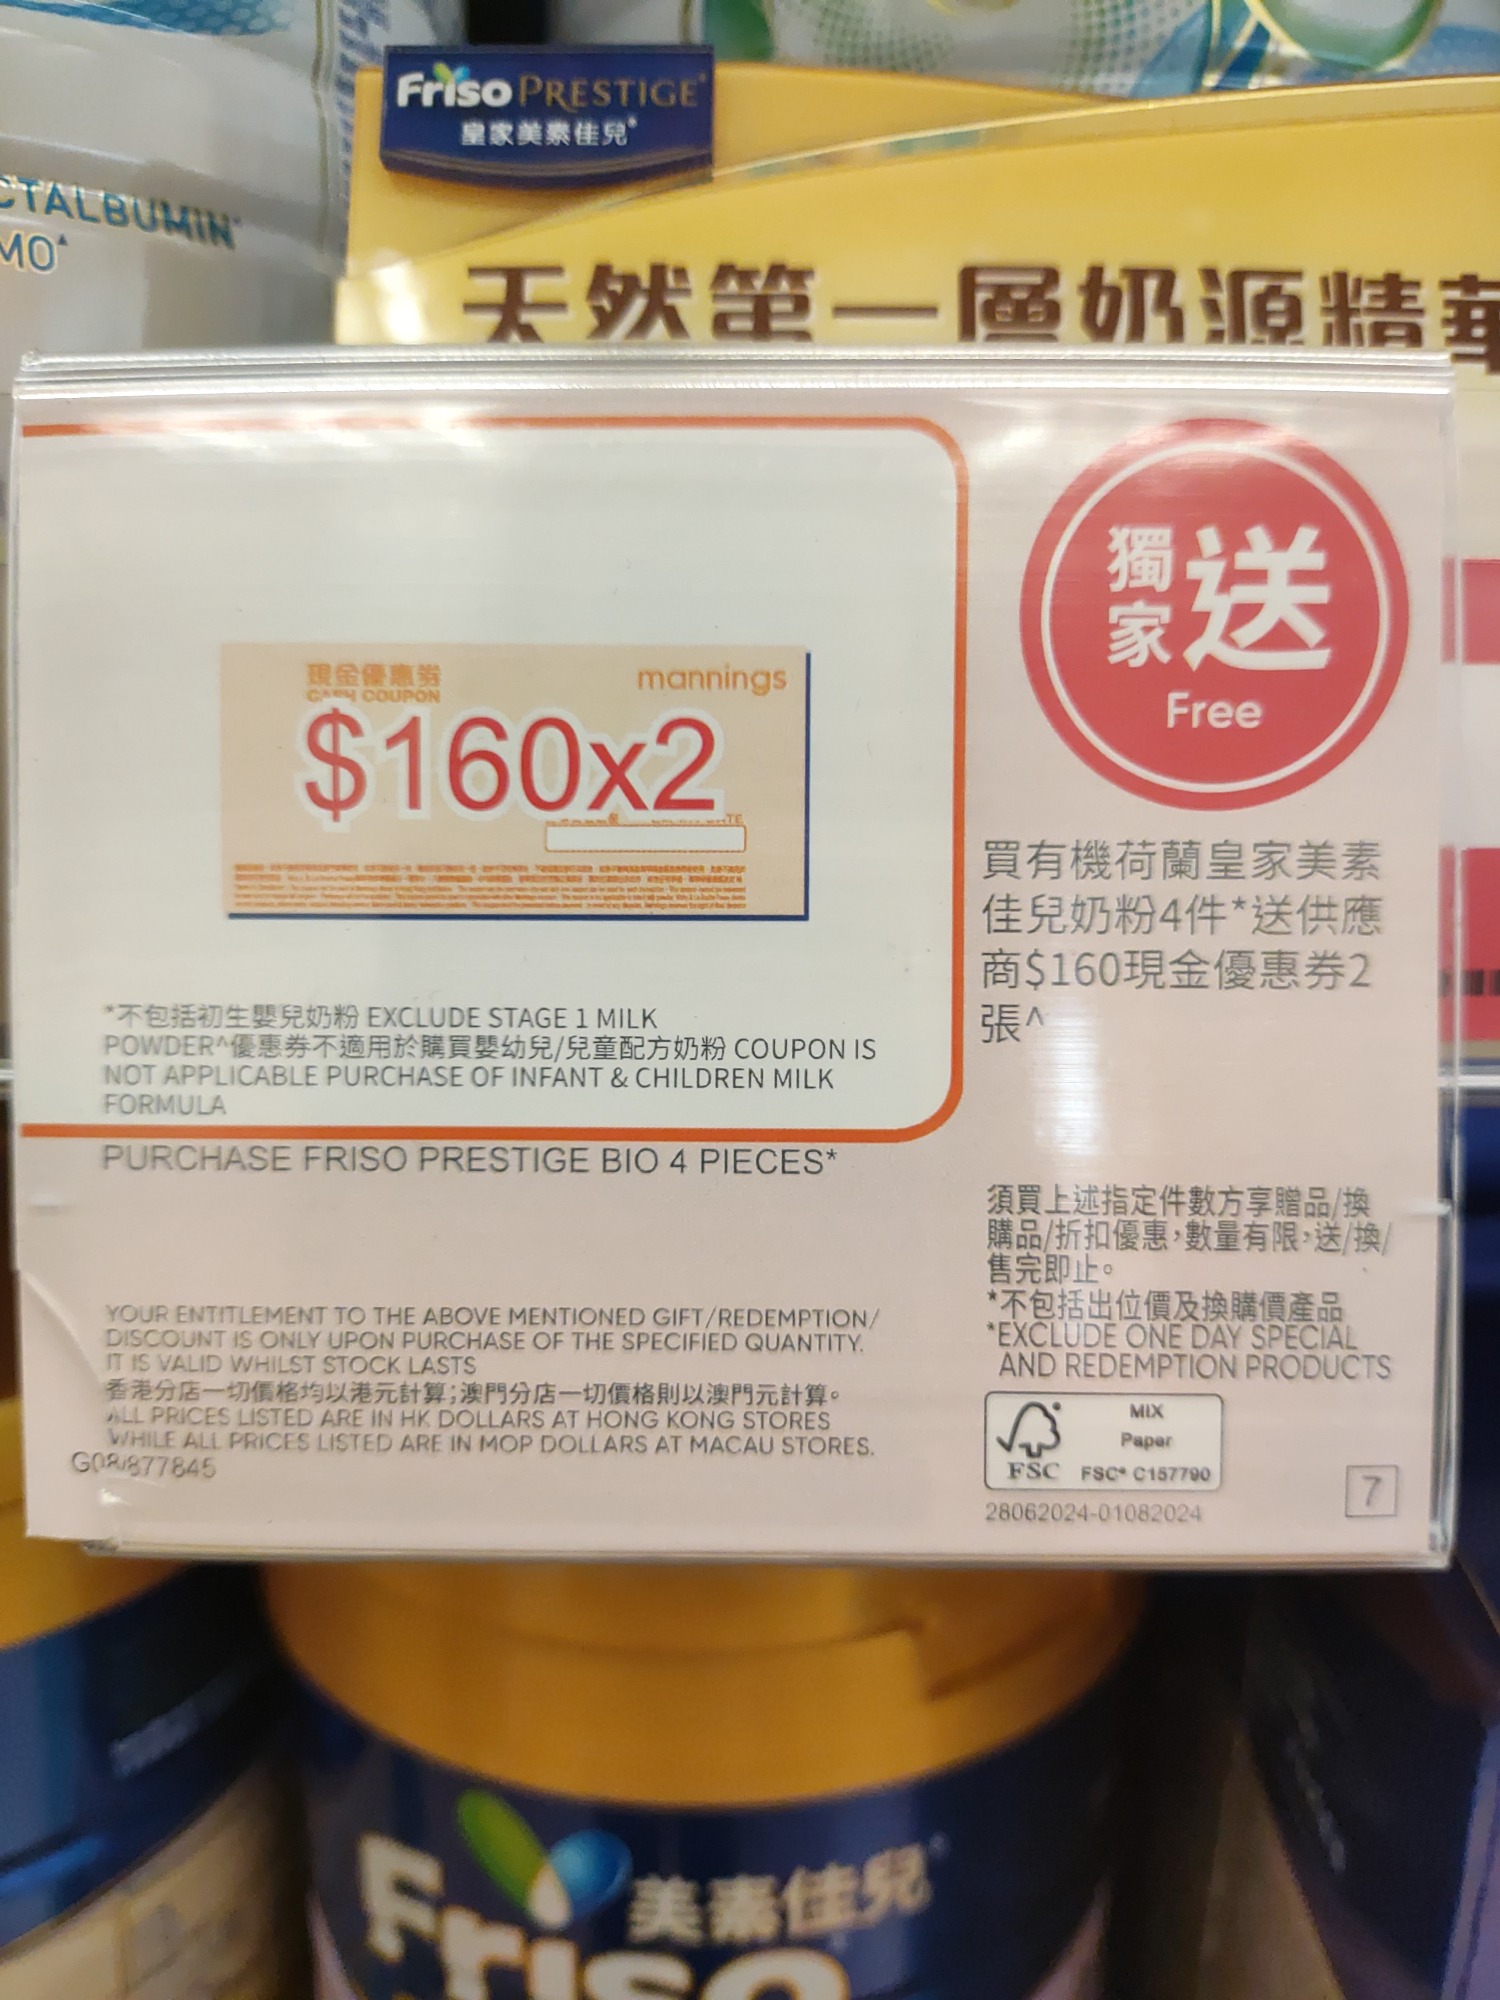 Friso PRESTIGE
皇家美素佳兒
CTALBUMIN
MO
天然第一層奶源精華
獨家送
Free
現金優惠券
mannings
CASH COUPON
$160x2
買有機荷蘭皇家美素
佳兒奶粉4件*送供應
商$160現金優惠券2
張^
*不包括初生嬰兒奶粉 EXCLUDE STAGE 1 MILK
POWDER^優惠券不適用於購買嬰幼兒/兒童配方奶粉 COUPON IS
NOT APPLICABLE PURCHASE OF INFANT & CHILDREN MILK
FORMULA
PURCHASE FRISO PRESTIGE BIO 4 PIECES*
須買上述指定件數方享贈品/換
購品/折扣優惠，數量有限，送/換/
售完即止。
*不包括出位價及換購價產品
*EXCLUDE ONE DAY SPECIAL
AND REDEMPTION PRODUCTS
YOUR ENTITLEMENT TO THE ABOVE MENTIONED GIFT/REDEMPTION/
DISCOUNT IS ONLY UPON PURCHASE OF THE SPECIFIED QUANTITY.
IT IS VALID WHILST STOCK LASTS
香港分店一切價格均以港元計算;澳門分店一切價格則以澳門元計算。
ALL PRICES LISTED ARE IN HK DOLLARS AT HONG KONG STORES
WHILE ALL PRICES LISTED ARE IN MOP DOLLARS AT MACAU STORES.
G08/877845
MIX
Paper
FSC
FSC® C157790
28062024-01082024
7
美素佳兒
Friso